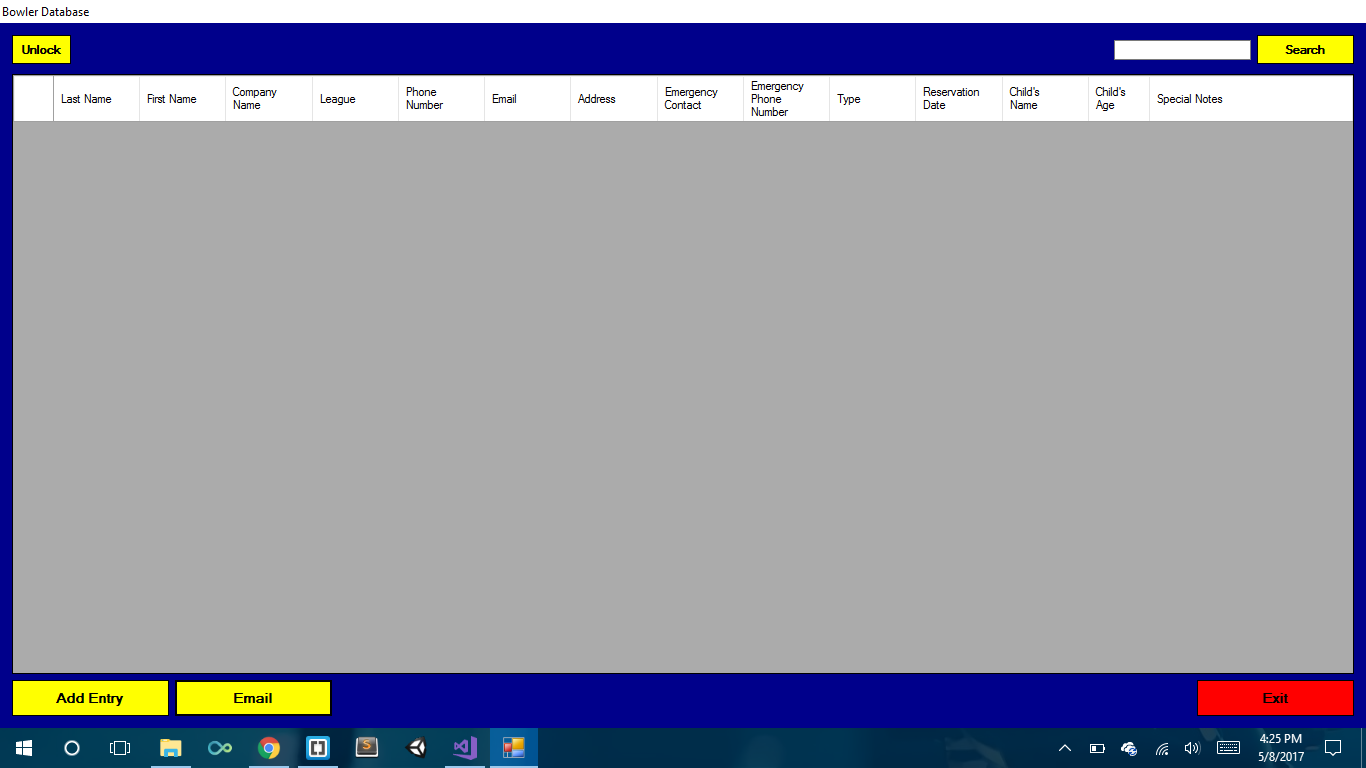 Bowler Database
Unlock
Search
Last Name
First Name
Company
Name
League
Phone
Number
Email
Address
Emergency
Contact
Emergency
Phone
Number
Type
Reservation
Date
Child's
Name
Child's
Age
Special Notes
Add Entry
Email
Exit
S
4:25 PM
5/8/2017